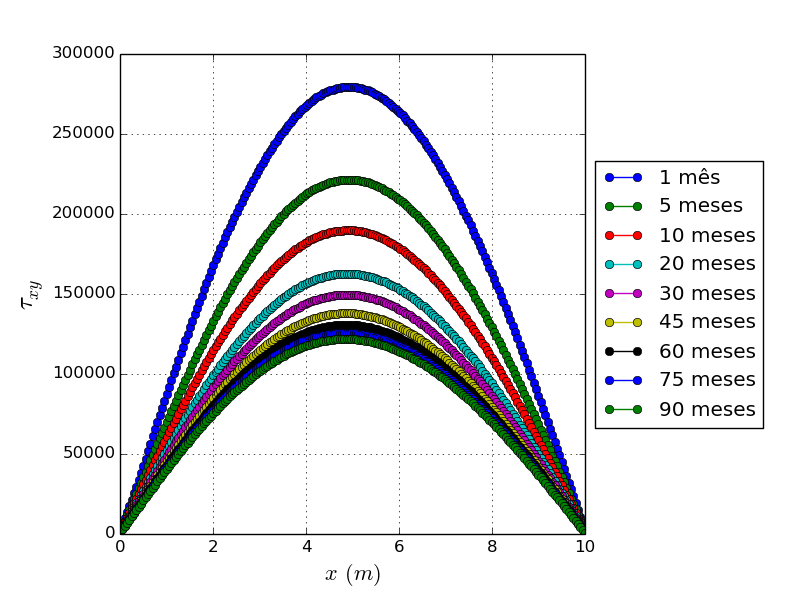 300000
250000
200000
150000
100000
50000
0
τxy
0 2 4 6 8 10
x (m)
1 mês
5 meses
10 meses
20 meses
30 meses
45 meses
60 meses
75 meses
90 meses